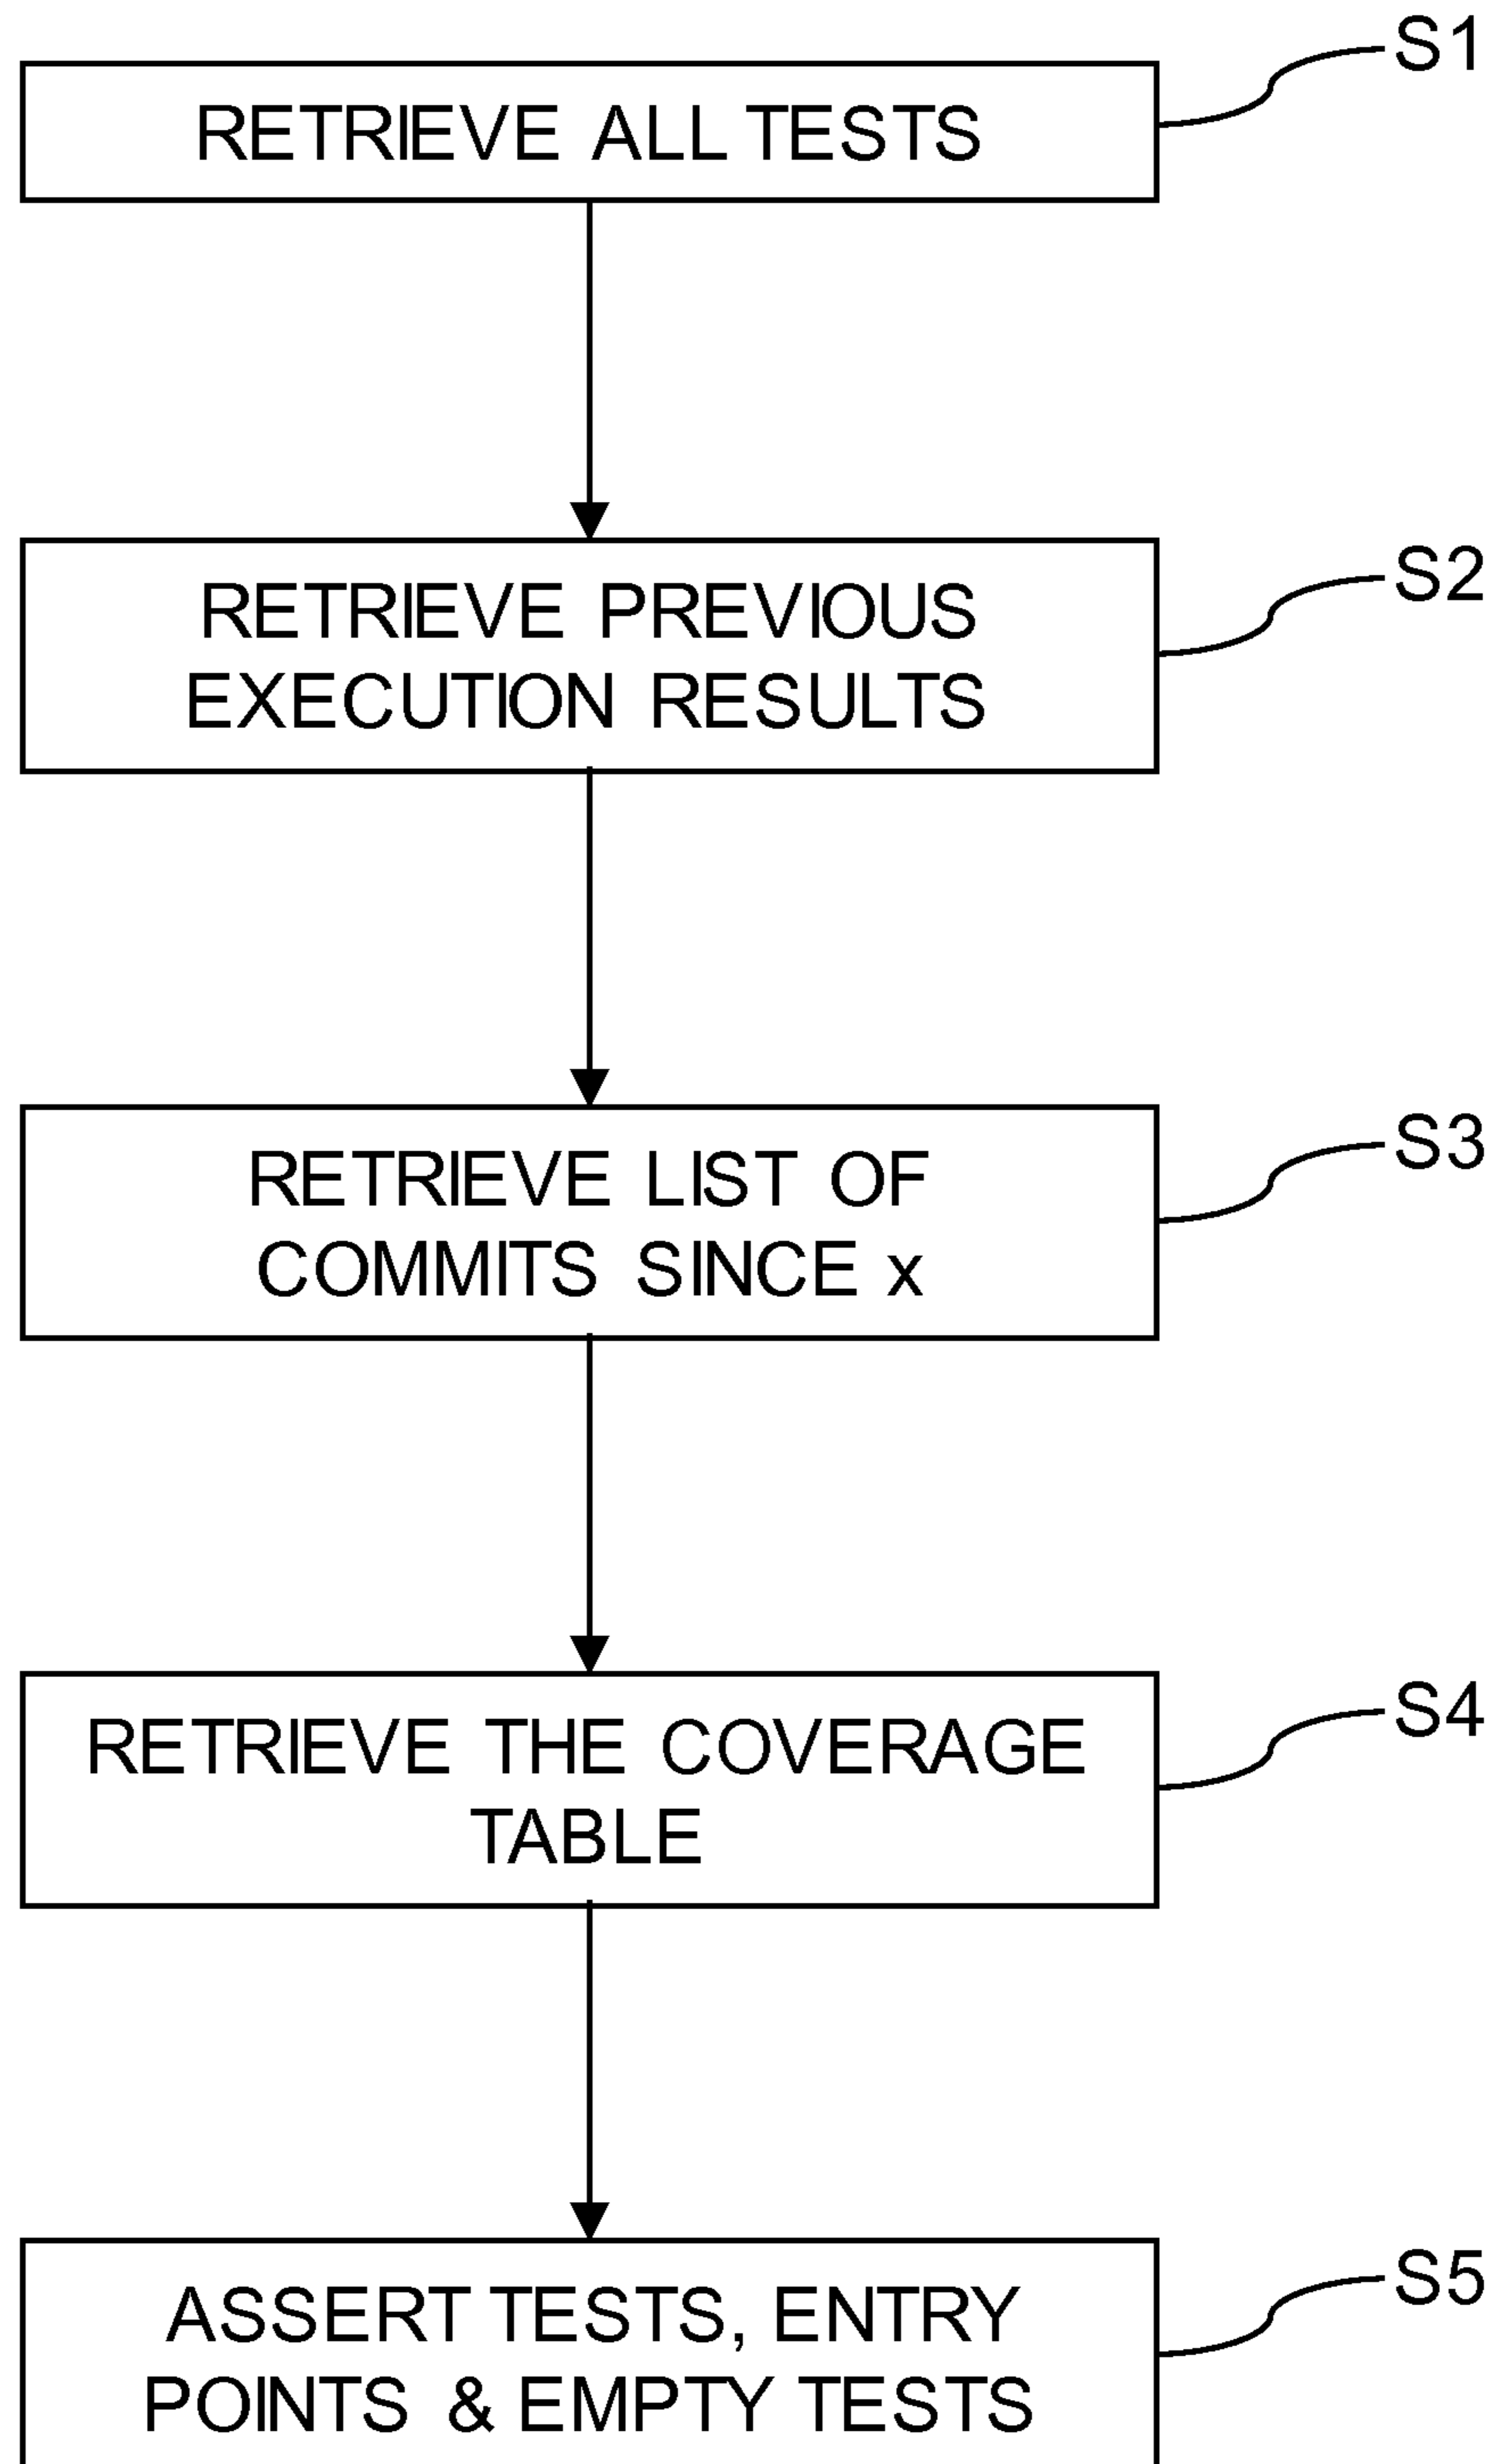 S1
RETRIEVE ALL TESTS
S2
RETRIEVE PREVIOUS
EXECUTION RESULTS
S3
RETRIEVE LIST OF
COMMITS SINCE x
S4
RETRIEVE THE COVERAGE
TABLE
S5
ASSERT TESTS, ENTRY
POINTS & EMPTY TESTS